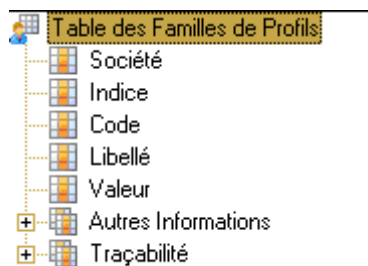 Table des Familles de Profils
Société
Indice
Code
Libellé
Valeur
Autres Informations
Traçabilité